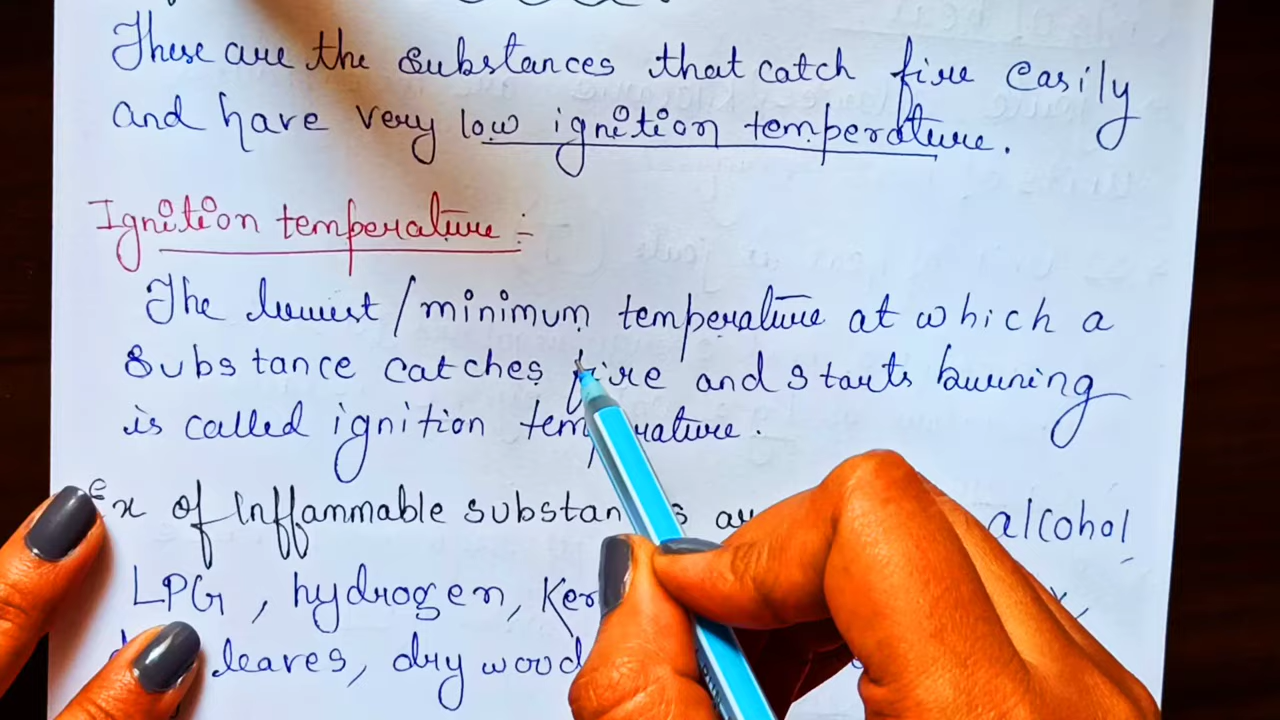 These are the substances that catch fire easily
and have very low ignition temperature.
Ignition temperature :-
The lowest/minimum temperature at which a
substance catches fire and starts burning
is called ignition temperature.
Ex of Inffammable substan s a alcohol
LPG, hydrogen, Ker
leaves, dry wood